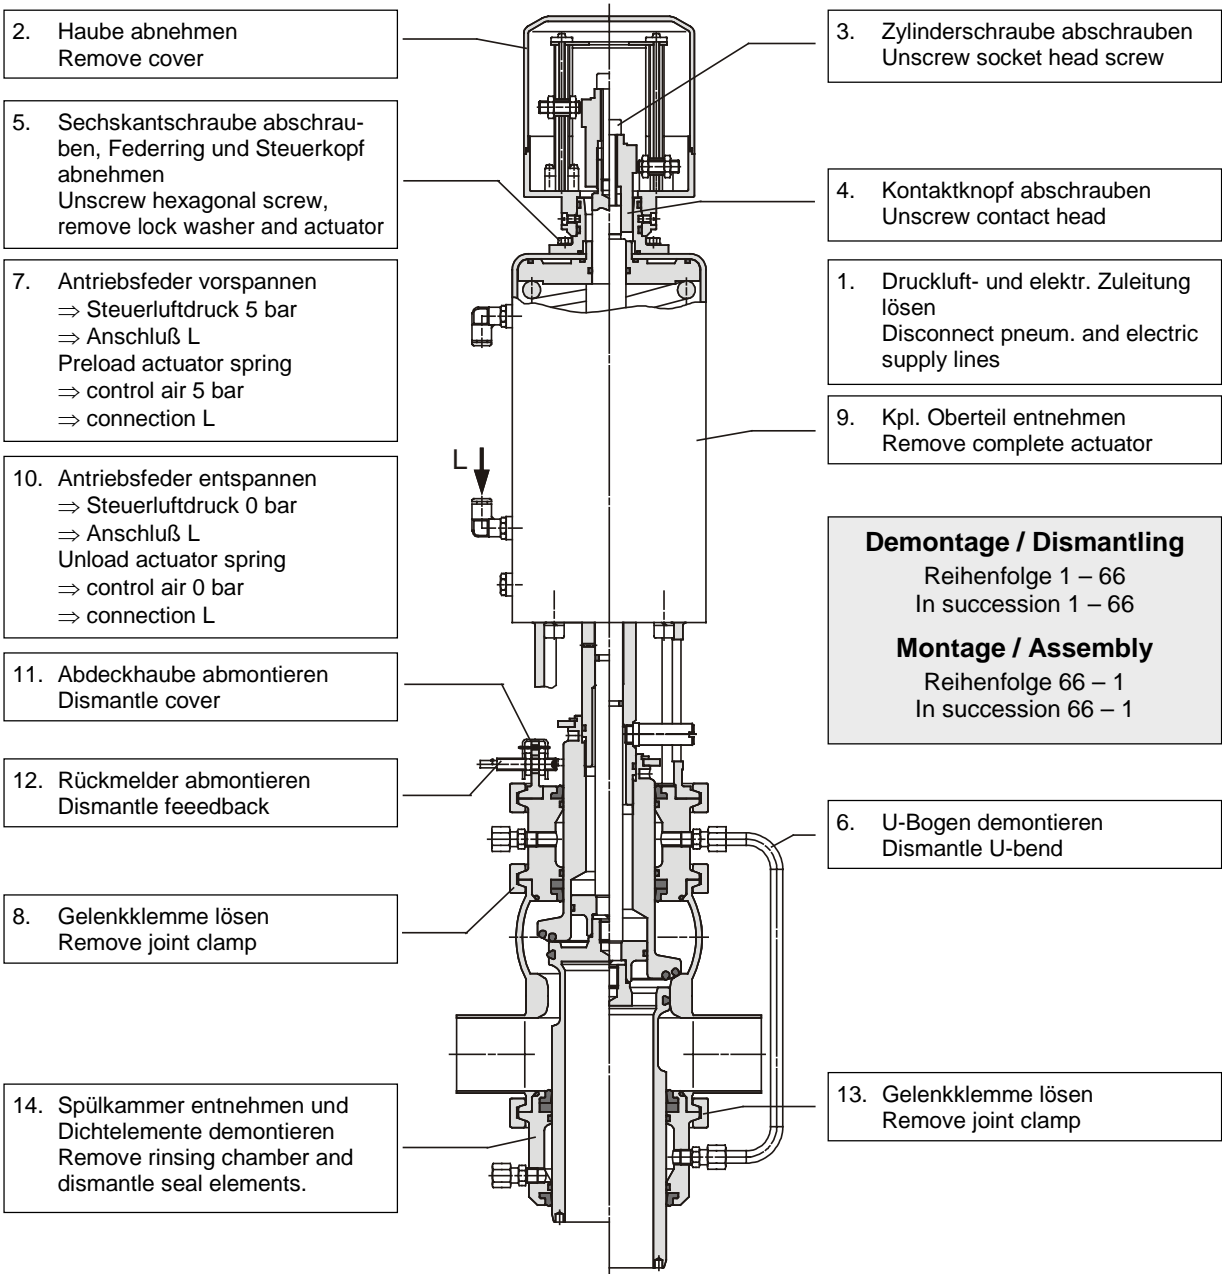 2. Haube abnehmen
Remove cover
5. Sechskantschraube abschrau-
ben, Federring und Steuerkopf
abnehmen
Unscrew hexagonal screw,
remove lock washer and actuator
7. Antriebsfeder vorspannen
⇒ Steuerluftdruck 5 bar
⇒ Anschluß L
Preload actuator spring
⇒ control air 5 bar
⇒ connection L
10. Antriebsfeder entspannen
⇒ Steuerluftdruck 0 bar
⇒ Anschluß L
Unload actuator spring
⇒ control air 0 bar
⇒ connection L
11. Abdeckhaube abmontieren
Dismantle cover
12. Rückmelder abmontieren
Dismantle feeedback
8. Gelenkklemme lösen
Remove joint clamp
14. Spülkammer entnehmen und
Dichtelemente demontieren
Remove rinsing chamber and
dismantle seal elements.
L
3. Zylinderschraube abschrauben
Unscrew socket head screw
4. Kontaktknopf abschrauben
Unscrew contact head
1. Druckluft- und elektr. Zuleitung
lösen
Disconnect pneum. and electric
supply lines
9. Kpl. Oberteil entnehmen
Remove complete actuator
Demontage / Dismantling
Reihenfolge 1 – 66
In succession 1 – 66
Montage / Assembly
Reihenfolge 66 – 1
In succession 66 – 1
6. U-Bogen demontieren
Dismantle U-bend
13. Gelenkklemme lösen
Remove joint clamp